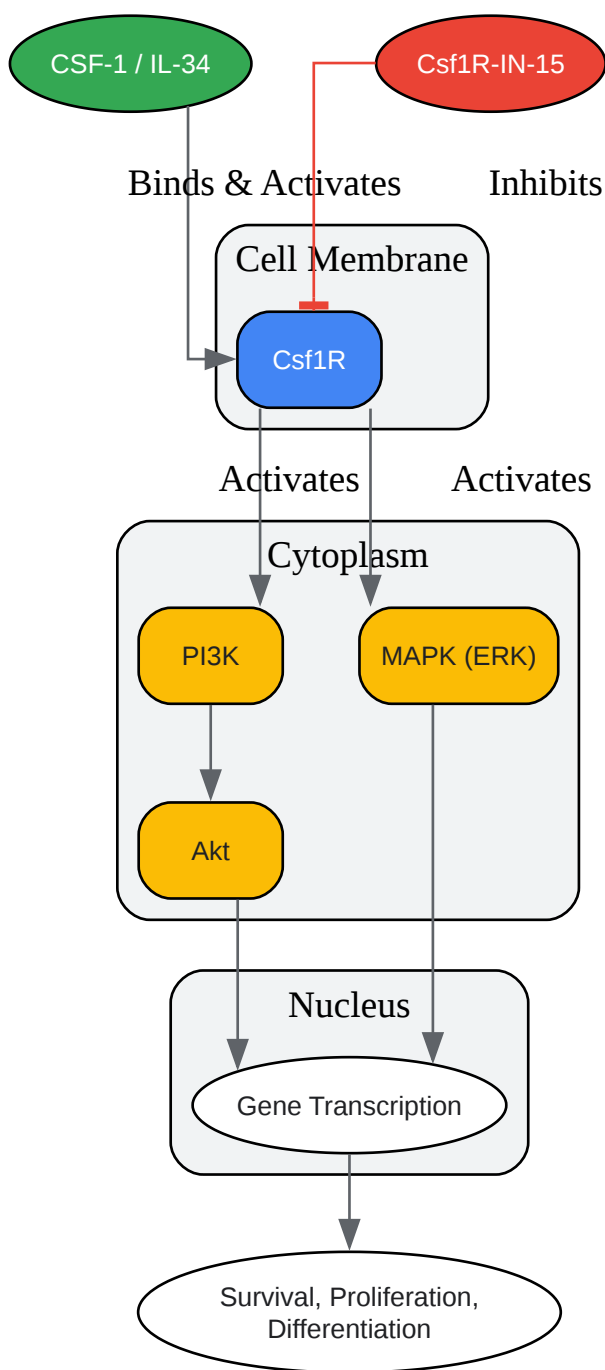 CSF-1 / IL-34
Csf1R-IN-15
Binds & Activates
Inhibits
Cell Membrane
Csf1R
Activates
Activates
Cytoplasm
PI3K
MAPK (ERK)
Akt
Nucleus
Gene Transcription
Survival, Proliferation,
Differentiation